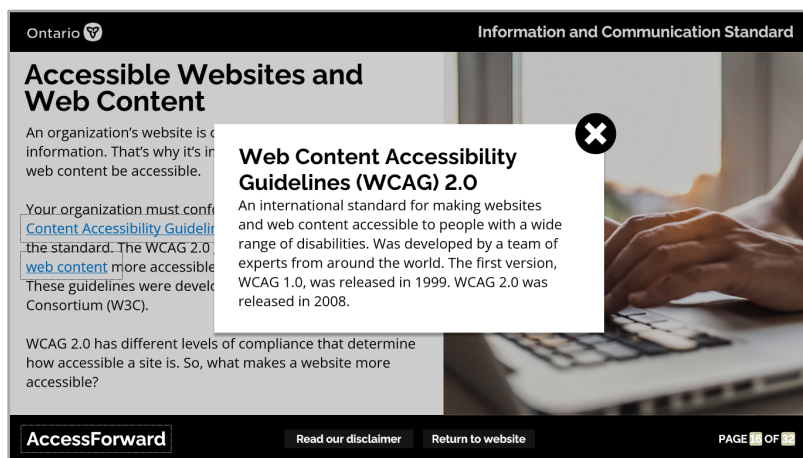 Ontario
Information and Communication Standard
Accessible Websites and
Web Content
An organization's website is
information. That's why it's
web content be accessible.
Your organization must
Content Accessibility
the standard. The WCAG 2.0
web content more accessible
These guidelines were
Consortium (W3C).
WCAG 2.0 has different levels of compliance that determine
how accessible a site is. So, what makes a website more
accessible?
Web Content Accessibility
Guidelines (WCAG) 2.0
An international standard for making websites
and web content accessible to people with a wide
range of disabilities. Was developed by a team of
experts from around the world. The first version,
WCAG 1.0, was released in 1999. WCAG 2.0 was
released in 2008.
AccessForward
Read our disclaimer
Return to website
PAGE 16 OF 32